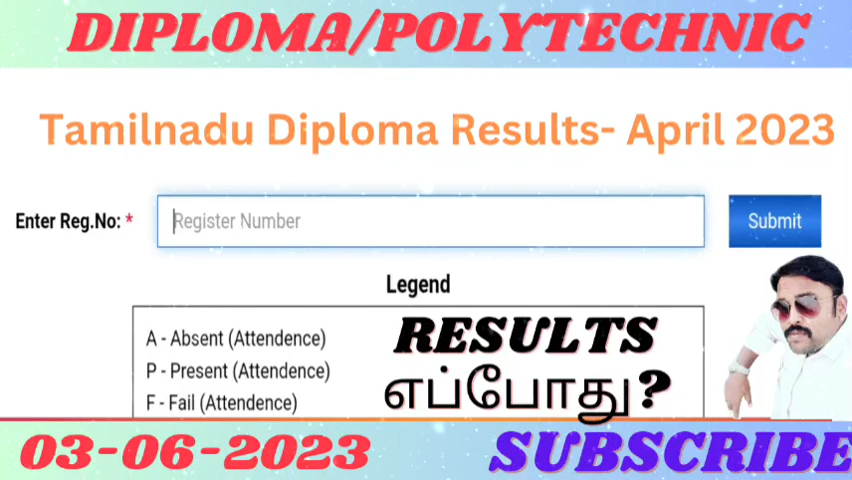 DIPLOMA/POLYTECHNIC
Tamilnadu Diploma Results- April 2023
Enter Reg.No: * Register Number Submit
Legend
A - Absent (Attendence)
P - Present (Attendence)
F - Fail (Attendence)
RESULTS
எப்போது?
03-06-2023 SUBSCRIBE